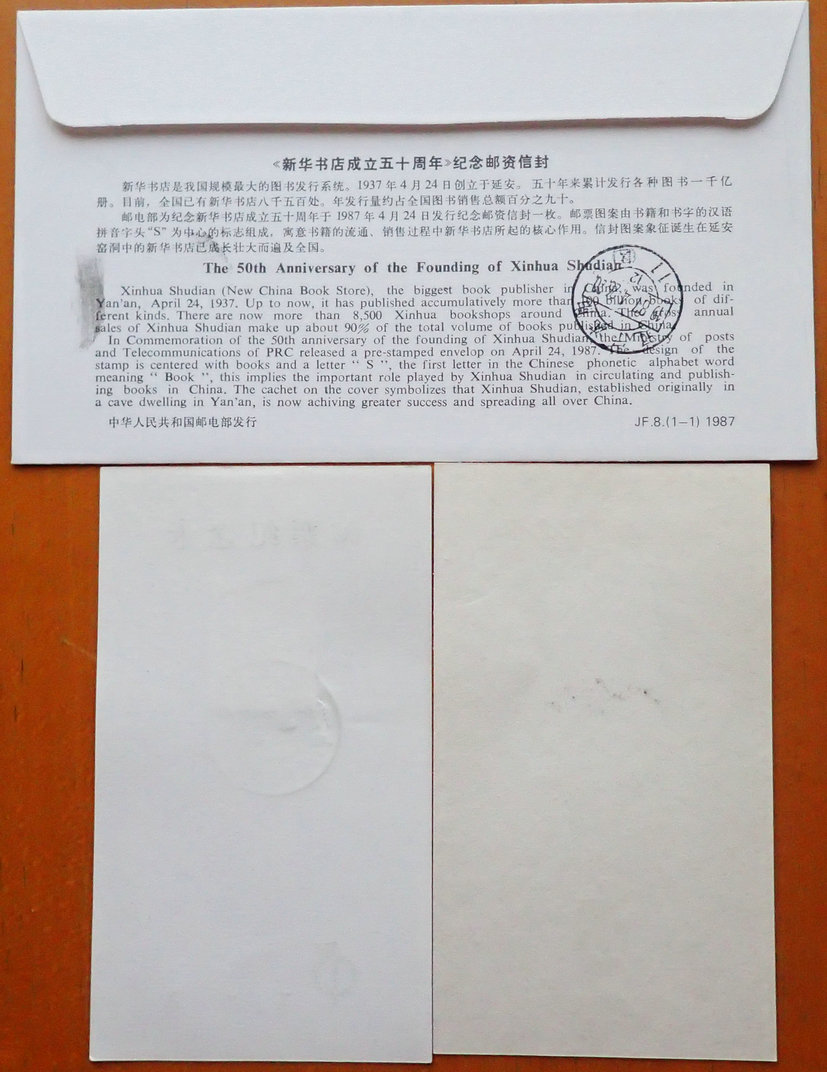 《新华书店成立五十周年》纪念邮资信封
新华书店是我国规模最大的图书发行系统。1937年4月24日创立于延安。五十年来累计发行各种图书一千亿
册。目前，全国已有新华书店八千五百处。年发行量约占全国图书销售总额百分之九十。
邮电部为纪念新华书店成立五十周年于1987年4月24日发行纪念邮资信封一枚。邮票图案由书籍和书字的汉语
拼音字头“S”为中心的标志组成，寓意书籍的流通、销售过程中新华书店所起的核心作用。信封图案象征诞生在延安
窑洞中的新华书店已成长壮大而遍及全国。
The 50th Anniversary of the Founding of Xinhua Shudian
Xinhua Shudian (New China Book Store), the biggest book publisher in China, was founded in
Yan'an, April 24, 1937. Up to now, it has published accumulatively more than 100 billion books of dif-
ferent kinds. There are now more than 8,500 Xinhua bookshops around China. The gross annual
sales of Xinhua Shudian make up about 90% of the total volume of books published in China.
In Commemoration of the 50th anniversary of the founding of Xinhua Shudian, the Ministry of posts
and Telecommunications of PRC released a pre-stamped envelop on April 24, 1987. The design of the
stamp is centered with books and a letter “ S ”, the first letter in the Chinese phonetic alphabet word
meaning “ Book ”, this implies the important role played by Xinhua Shudian in circulating and publish-
ing books in China. The cachet on the cover symbolizes that Xinhua Shudian, established originally in
a cave dwelling in Yan'an, is now achiving greater success and spreading all over China.
中华人民共和国邮电部发行 JF.8.(1—1) 1987